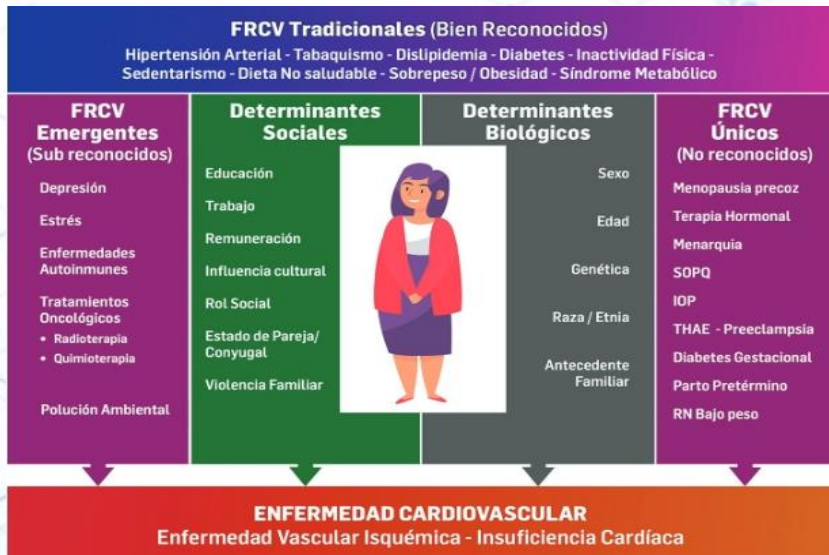 FRCV Tradicionales (Bien Reconocidos)
Hipertensión Arterial - Tabaquismo - Dislipidemia - Diabetes - Inactividad Física -
Sedentarismo - Dieta No saludable - Sobrepeso / Obesidad - Síndrome Metabólico
FRCV
Emergentes
(Sub reconocidos)
Depresión
Estrés
Enfermedades
Autoinmunes
Tratamientos
Oncológicos
• Radioterapia
• Quimioterapia
Polución Ambiental
Determinantes
Sociales
Educación
Trabajo
Remuneración
Influencia cultural
Rol Social
Estado de Pareja/
Conyugal
Violencia Familiar
Determinantes
Biológicos
Sexo
Edad
Genética
Raza / Etnia
Antecedente
Familiar
FRCV
Únicos
(No reconocidos)
Menopausia precoz
Terapia Hormonal
Menarquia
SOPQ
IOP
THAE - Preeclampsia
Diabetes Gestacional
Parto Pretérmino
RN Bajo peso
ENFERMEDAD CARDIOVASCULAR
Enfermedad Vascular Isquémica - Insuficiencia Cardíaca